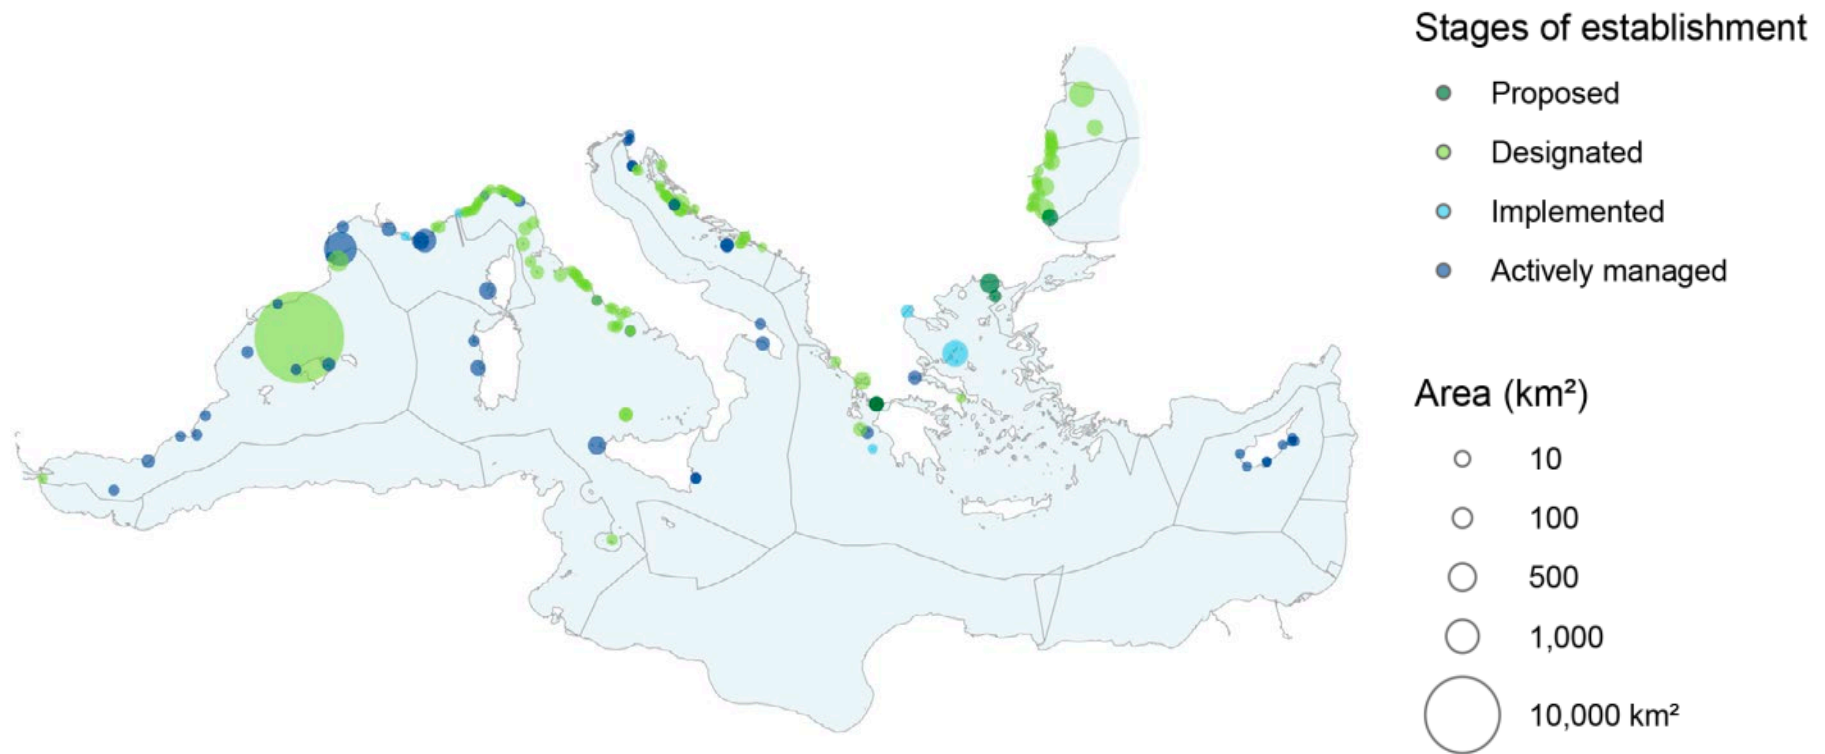 Stages of establishment
Proposed
Designated
Implemented
Actively managed
Area (km²)
10
100
500
1,000
10,000 km²